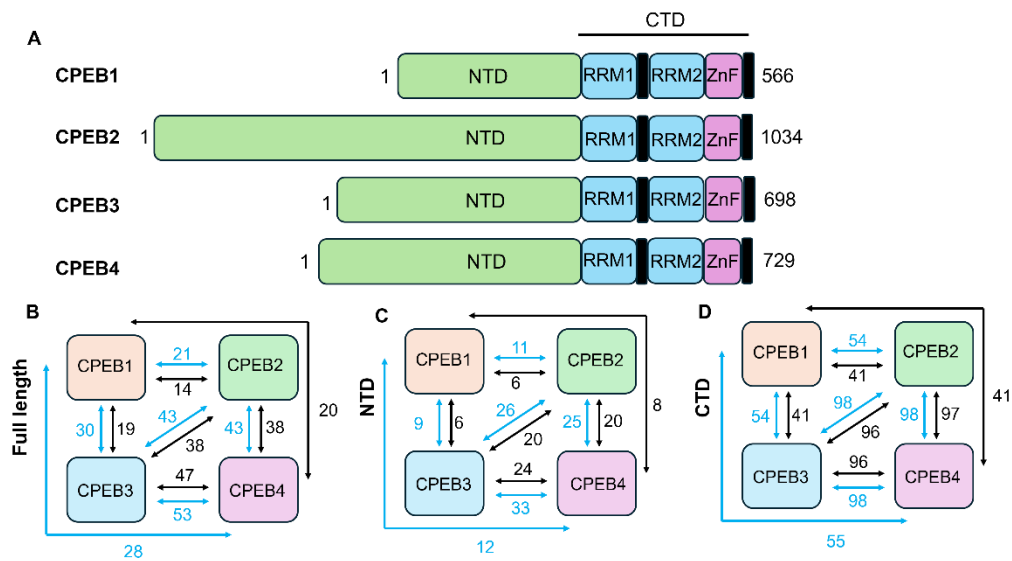 CTD
A
CPEB1 1 NTD RRM1 RRM2 ZnF 566
CPEB2 1 NTD RRM1 RRM2 ZnF 1034
CPEB3 1 NTD RRM1 RRM2 ZnF 698
CPEB4 1 NTD RRM1 RRM2 ZnF 729
B
Full length
CPEB1 21 CPEB2
14
30 19 43 38 43 38 20
CPEB3 47 CPEB4
53
28
C
NTD
CPEB1 11 CPEB2
6
9 6 26 20 25 20 8
CPEB3 24 CPEB4
33
12
D
CTD
CPEB1 54 CPEB2
41
54 41 98 96 98 97 41
CPEB3 96 CPEB4
98
55